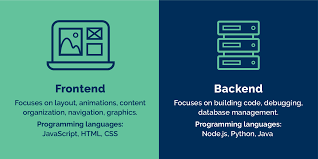 Frontend
Focuses on layout, animations, content
organization, navigation, graphics.
Programming languages:
JavaScript, HTML, CSS
Backend
Focuses on building code, debugging,
database management.
Programming languages:
Node.js, Python, Java